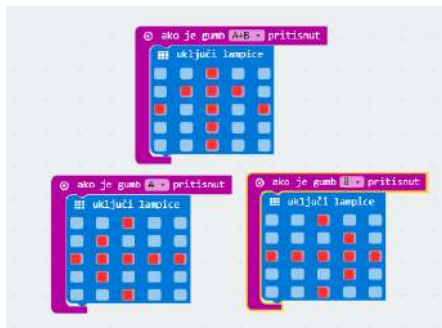 ako je gumb A+B pritisnut
uključi lampice
ako je gumb A pritisnut
uključi lampice
ako je gumb B pritisnut
uključi lampice